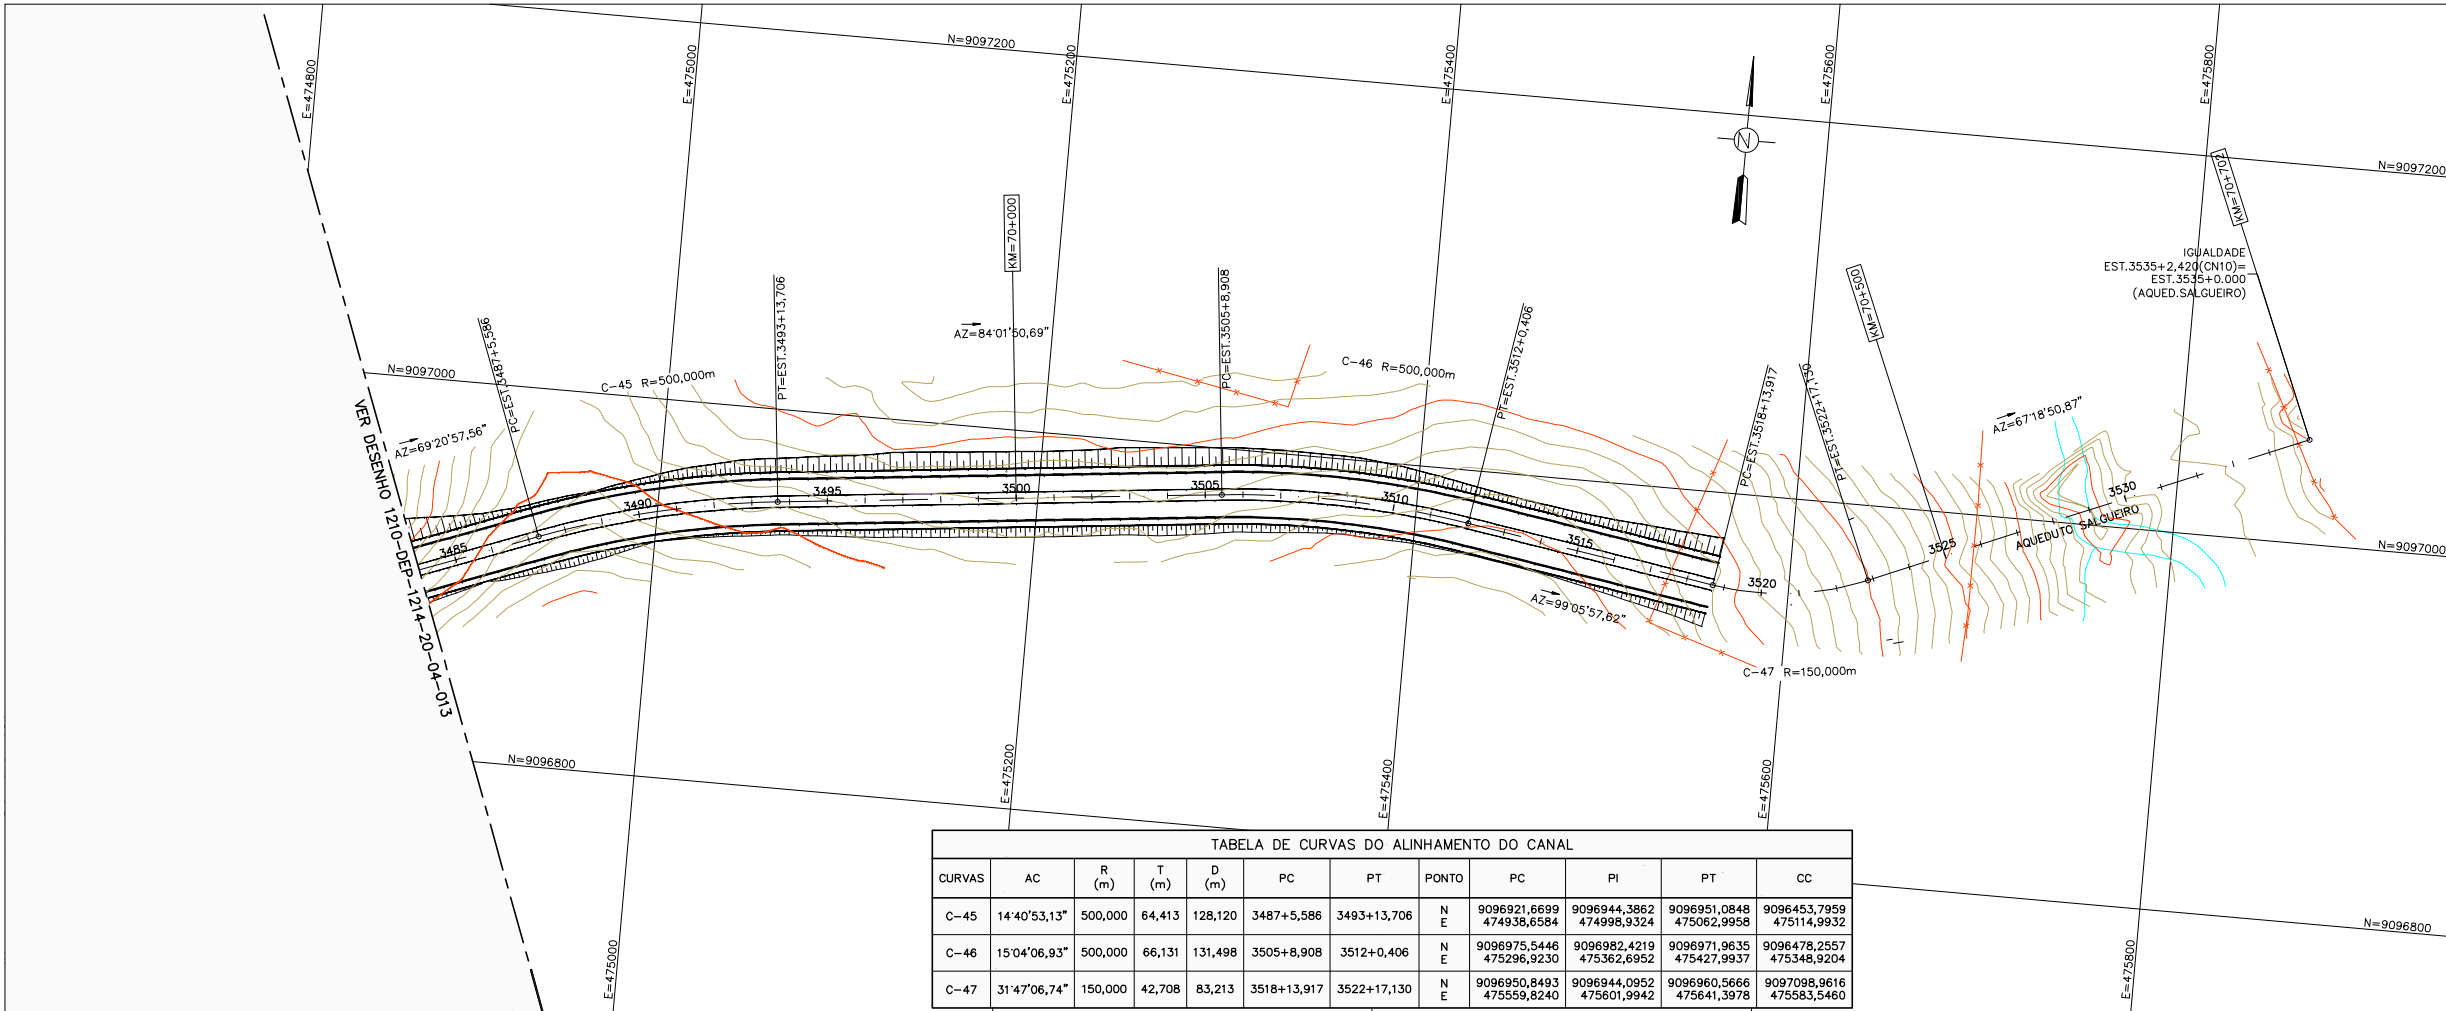 N=9097200
E=474800
E=475000
E=475200
E=475400
E=475600
E=475800
N=9097200
N
KM=70+702
KM=70+000
IGUALDADE
EST.3535+2,420(CN10)=
EST.3535+0.000
(AQUED.SALGUEIRO)
KM=70+500
PC=EST.3487+5,586
PT=EST.3493+13,706
PC=EST.3505+8,908
PT=EST.3512+0,406
PC=EST.3518+13,917
PT=EST.3522+17,130
AZ=84°01'50,69"
N=9097000
C-45 R=500,000m
C-46 R=500,000m
AZ=69°20'57,56"
AZ=67°18'50,87"
VER DESENHO 1210-DEP-1214-20-04-013
3485
3490
3495
3500
3505
3510
3515
3520
3525
3530
AQUEDUTO SALGUEIRO
N=9097000
AZ=99°05'57,62"
C-47 R=150,000m
N=9096800
E=475000
E=475200
E=475400
E=475600
E=475800
N=9096800
TABELA DE CURVAS DO ALINHAMENTO DO CANAL
CURVAS AC R (m) T (m) D (m) PC PT PONTO PC PI PT CC
C-45 14°40'53,13" 500,000 64,413 128,120 3487+5,586 3493+13,706 N 9096921,6699 9096944,3862 9096951,0848 9096453,7959
E 474938,6584 474998,9324 475062,9958 475114,9932
C-46 15°04'06,93" 500,000 66,131 131,498 3505+8,908 3512+0,406 N 9096975,5446 9096982,4219 9096971,9635 9096478,2557
E 475296,9230 475362,6952 475427,9937 475348,9204
C-47 31°47'06,74" 150,000 42,708 83,213 3518+13,917 3522+17,130 N 9096950,8493 9096944,0952 9096960,5666 9097098,9616
E 475559,8240 475601,9942 475641,3978 475583,5460